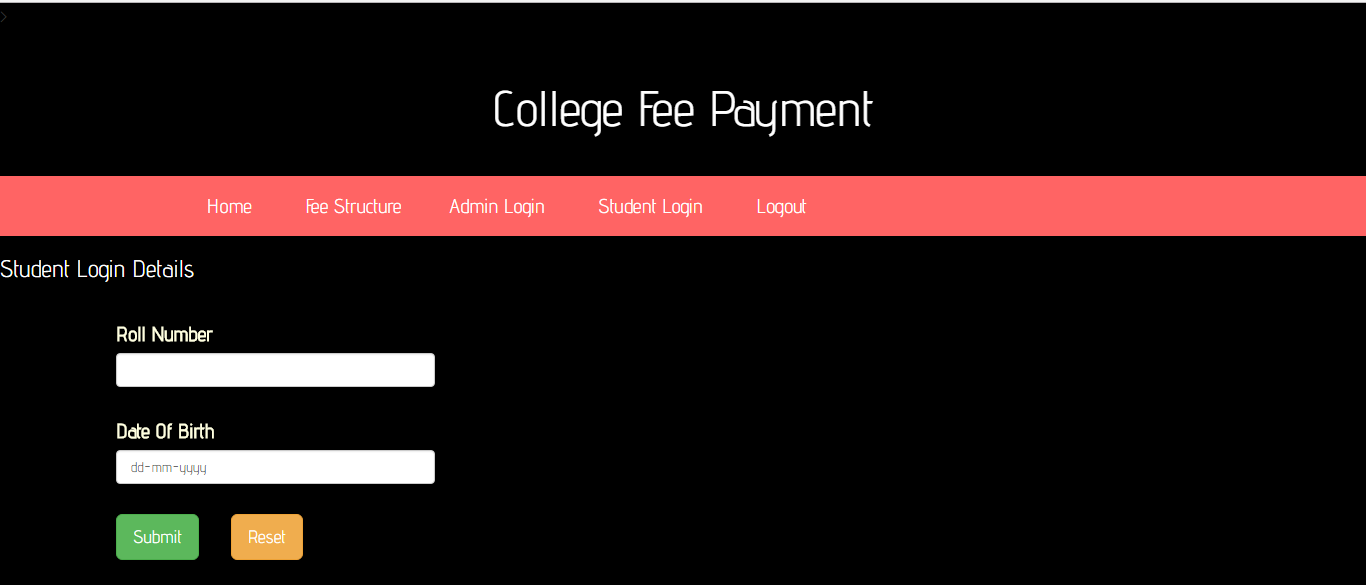 >
College Fee Payment
Home Fee Structure Admin Login Student Login Logout
Student Login Details
Roll Number
Date Of Birth
dd-mm-yyyy
Submit Reset